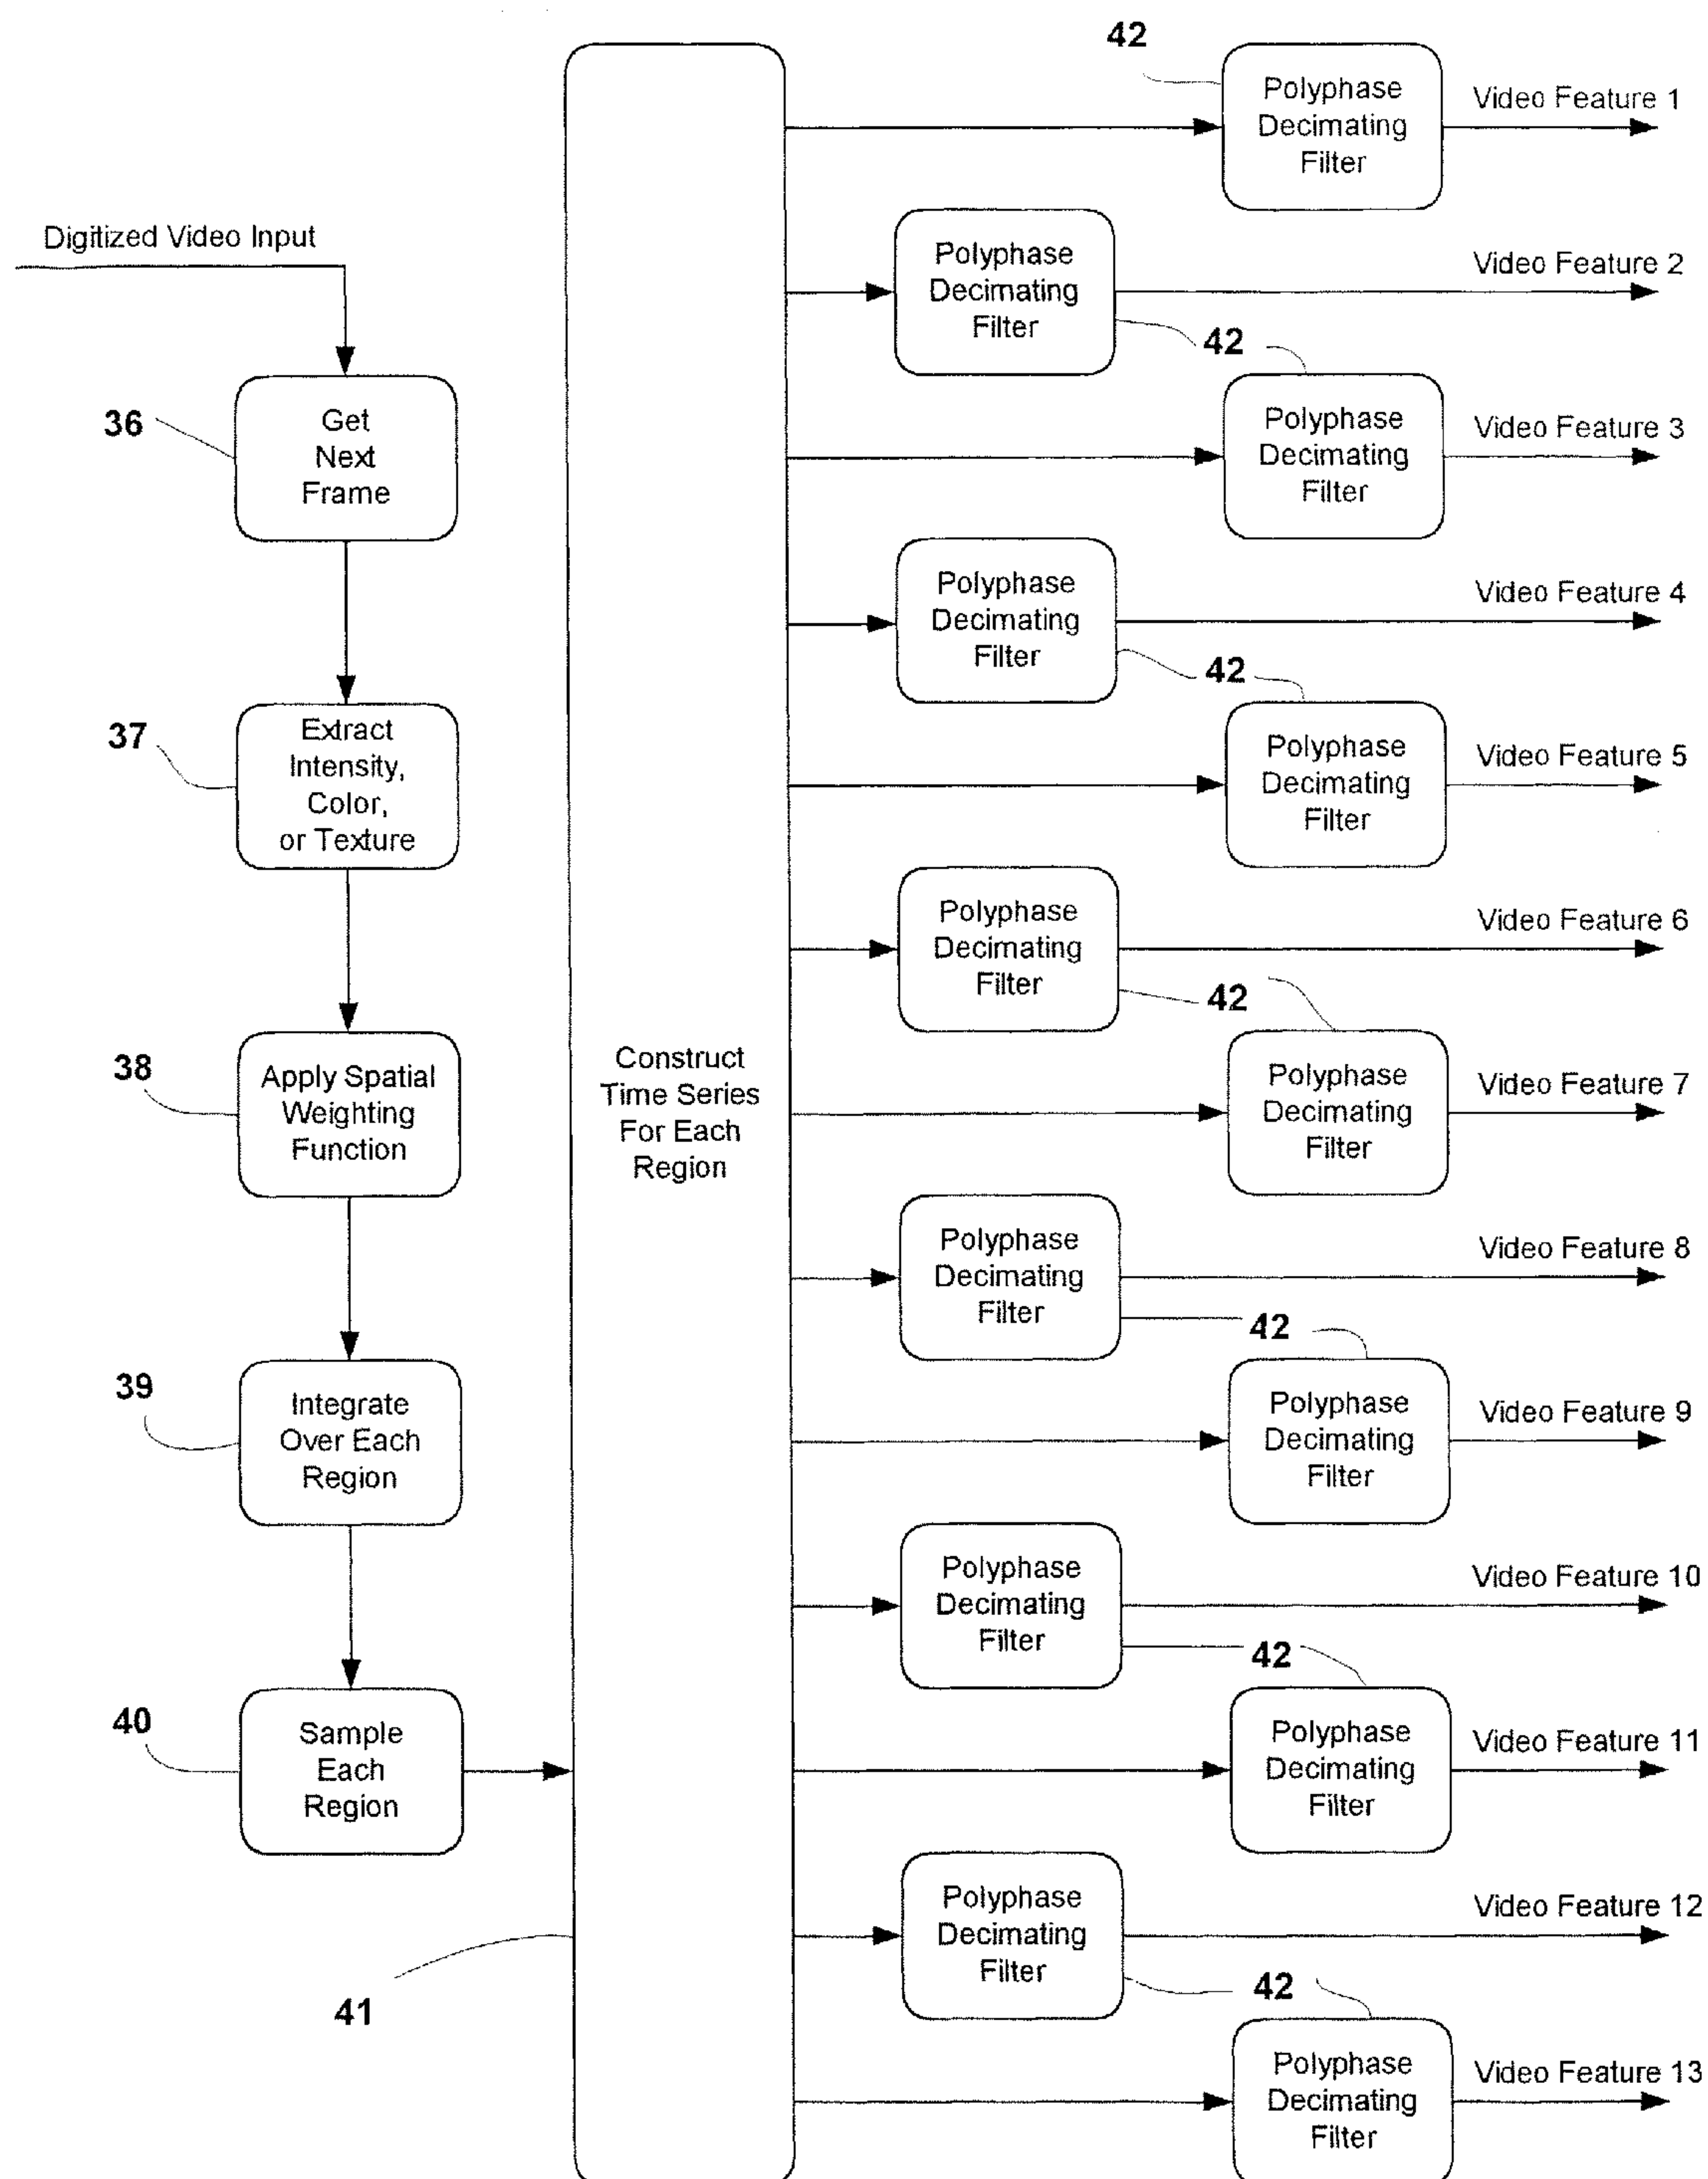 Digitized Video Input
36
Get
Next
Frame
37
Extract
Intensity,
Color,
or Texture
38
Apply Spatial
Weighting
Function
39
Integrate
Over Each
Region
40
Sample
Each
Region
41
Construct
Time Series
For Each
Region
42
Polyphase
Decimating
Filter
Video Feature 1
Polyphase
Decimating
Filter
Video Feature 2
42
Polyphase
Decimating
Filter
Video Feature 3
Polyphase
Decimating
Filter
Video Feature 4
42
Polyphase
Decimating
Filter
Video Feature 5
Polyphase
Decimating
Filter
Video Feature 6
42
Polyphase
Decimating
Filter
Video Feature 7
Polyphase
Decimating
Filter
Video Feature 8
42
Polyphase
Decimating
Filter
Video Feature 9
Polyphase
Decimating
Filter
Video Feature 10
42
Polyphase
Decimating
Filter
Video Feature 11
Polyphase
Decimating
Filter
Video Feature 12
42
Polyphase
Decimating
Filter
Video Feature 13